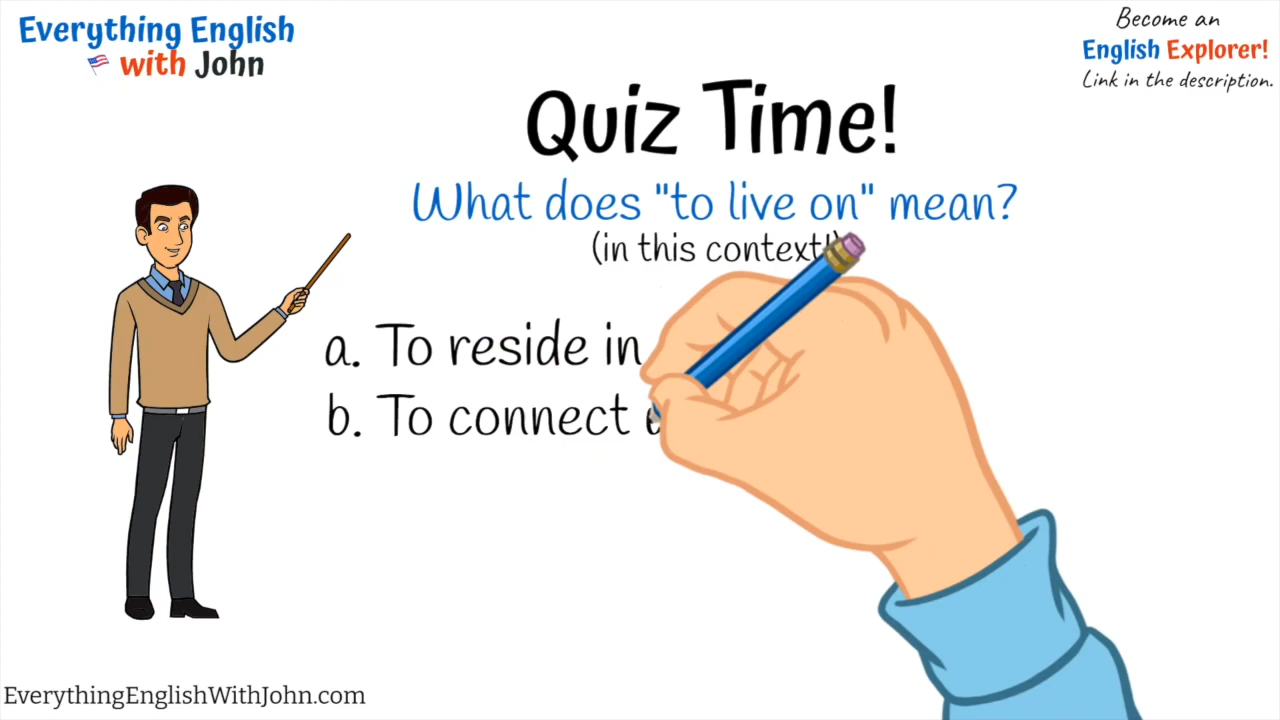 Everything English
with John
Become an
English Explorer!
Link in the description.
Quiz Time!
What does "to live on" mean?
(in this context!)
a. To reside in
b. To connect
EverythingEnglishWithJohn.com